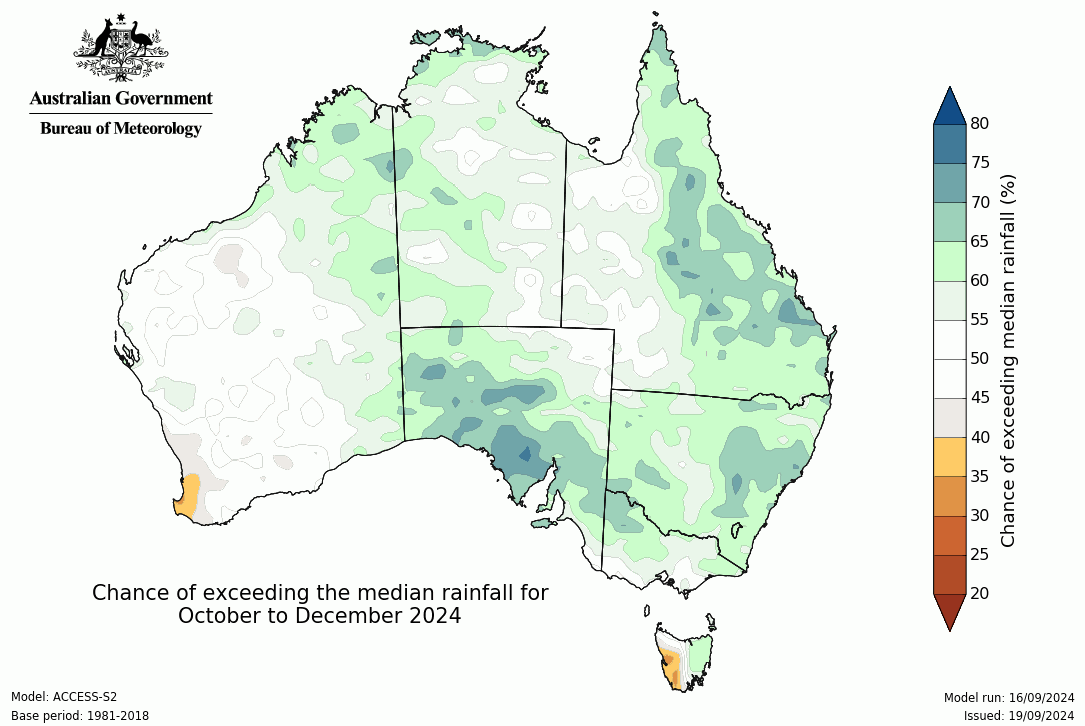 Australian Government
Bureau of Meteorology
80
75
70
65
60
55
50
45
40
35
30
25
20
Chance of exceeding median rainfall (%)
Chance of exceeding the median rainfall for
October to December 2024
Model: ACCESS-S2
Base period: 1981-2018
Model run: 16/09/2024
Issued: 19/09/2024